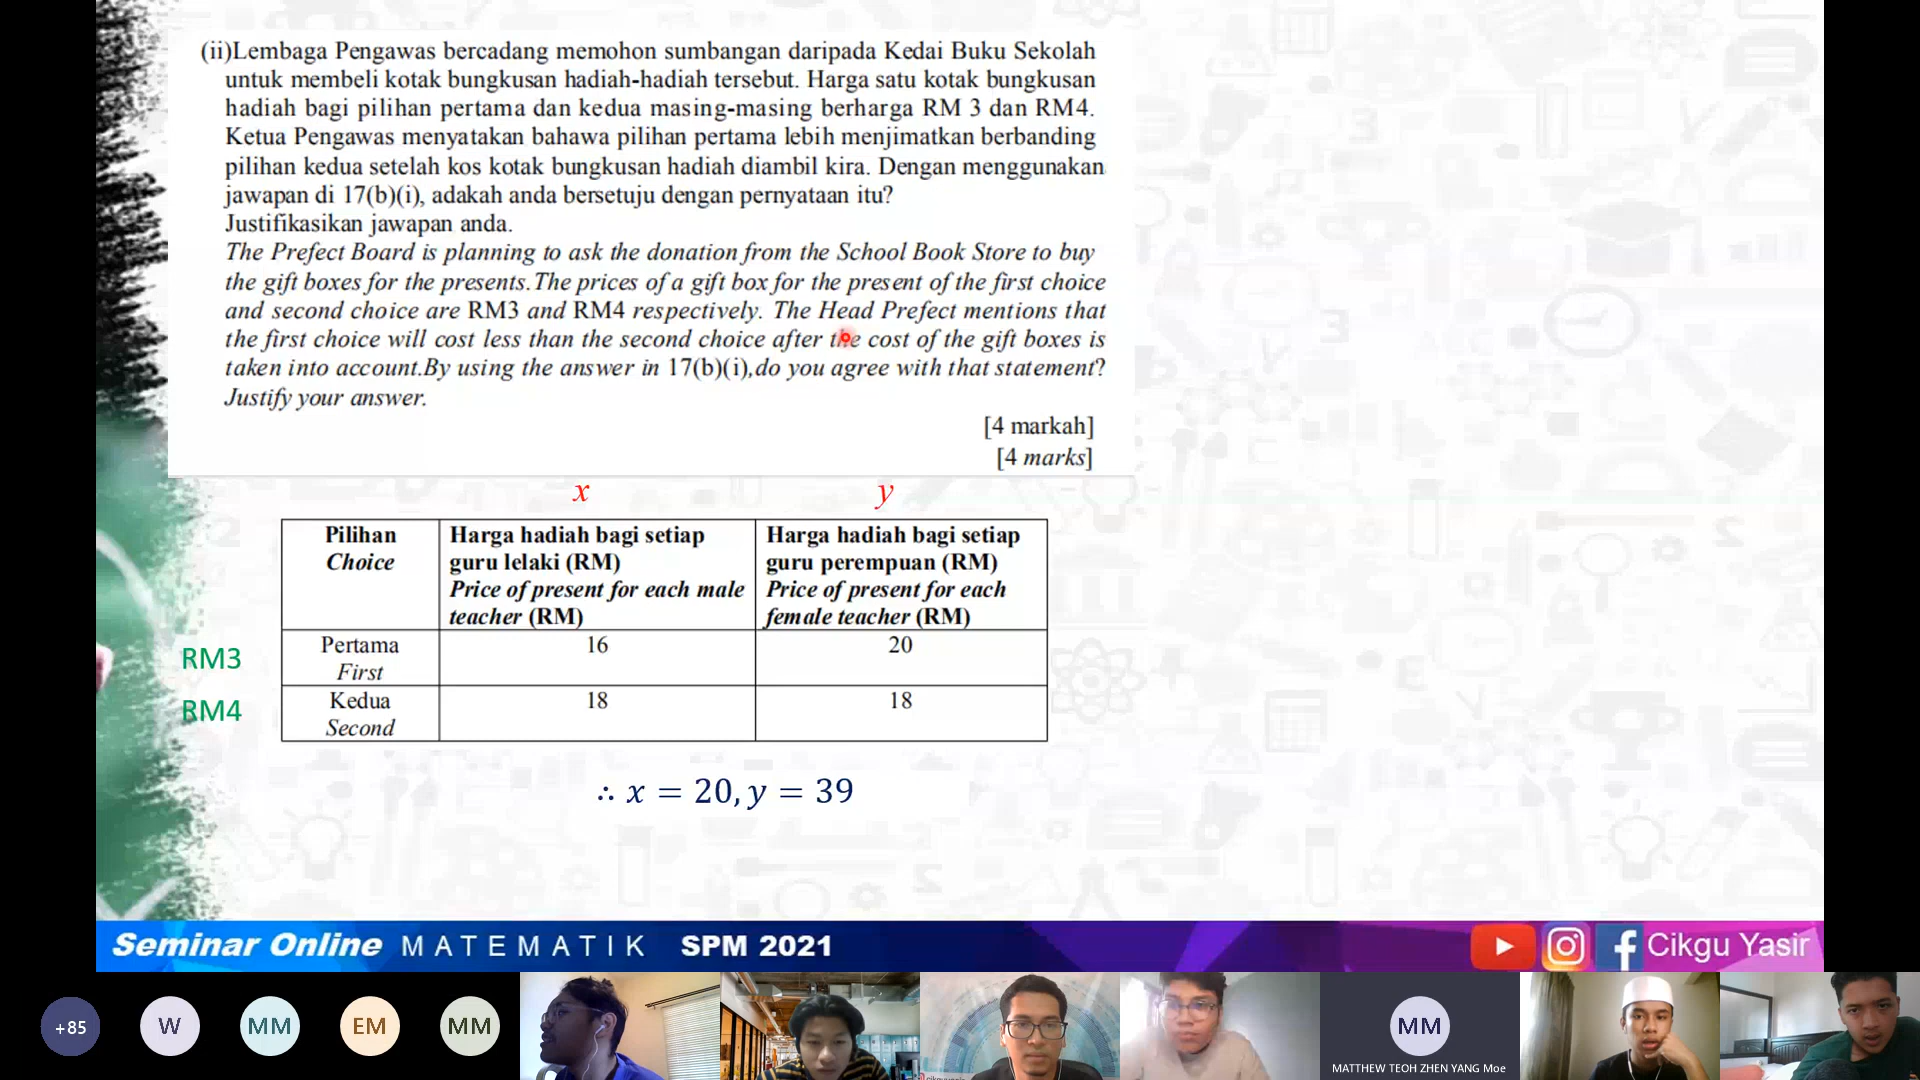 (ii)Lembaga Pengawas bercadang memohon sumbangan daripada Kedai Buku Sekolah
untuk membeli kotak bungkusan hadiah-hadiah tersebut. Harga satu kotak bungkusan
hadiah bagi pilihan pertama dan kedua masing-masing berharga RM 3 dan RM4.
Ketua Pengawas menyatakan bahawa pilihan pertama lebih menjimatkan berbanding
pilihan kedua setelah kos kotak bungkusan hadiah diambil kira. Dengan menggunakan
jawapan di 17(b)(i), adakah anda bersetuju dengan pernyataan itu?
Justifikasikan jawapan anda.
The Prefect Board is planning to ask the donation from the School Book Store to buy
the gift boxes for the presents.The prices of a gift box for the present of the first choice
and second choice are RM3 and RM4 respectively. The Head Prefect mentions that
the first choice will cost less than the second choice after the cost of the gift boxes is
taken into account.By using the answer in 17(b)(i),do you agree with that statement?
Justify your answer.
[4 markah]
[4 marks]
x y
Pilihan
Choice
Harga hadiah bagi setiap
guru lelaki (RM)
Price of present for each male
teacher (RM)
Harga hadiah bagi setiap
guru perempuan (RM)
Price of present for each
female teacher (RM)
RM3
Pertama
First
16
20
RM4
Kedua
Second
18
18
∴ x = 20, y = 39
Seminar Online MATEMATIK SPM 2021
Cikgu Yasir
+85
W
MM
EM
MM
MM
MATTHEW TEOH ZHEN YANG Moe